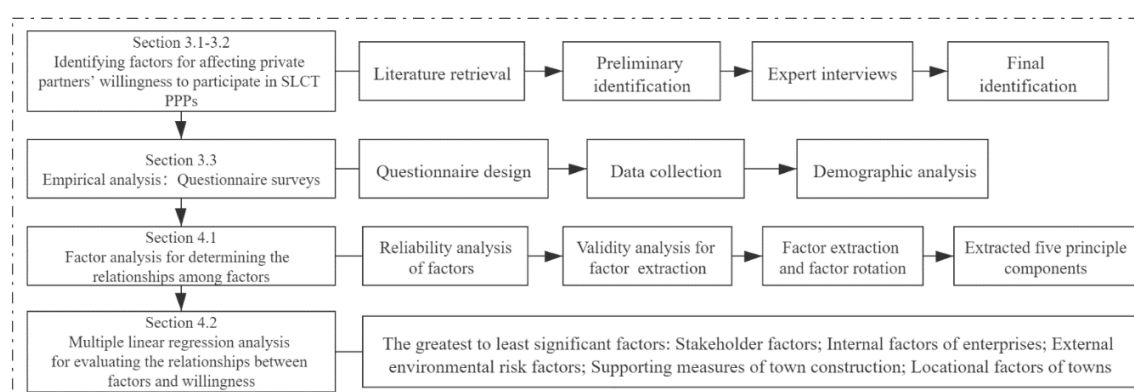 Section 3.1-3.2
Identifying factors for affecting private
partners' willingness to participate in SLCT
PPPs
Literature retrieval
Preliminary
identification
Expert interviews
Final
identification
Section 3.3
Empirical analysis: Questionnaire surveys
Questionnaire design
Data collection
Demographic analysis
Section 4.1
Factor analysis for determining the
relationships among factors
Reliability analysis
of factors
Validity analysis for
factor extraction
Factor extraction
and factor rotation
Extracted five principle
components
Section 4.2
Multiple linear regression analysis
for evaluating the relationships between
factors and willingness
The greatest to least significant factors: Stakeholder factors; Internal factors of enterprises; External
environmental risk factors; Supporting measures of town construction; Locational factors of towns